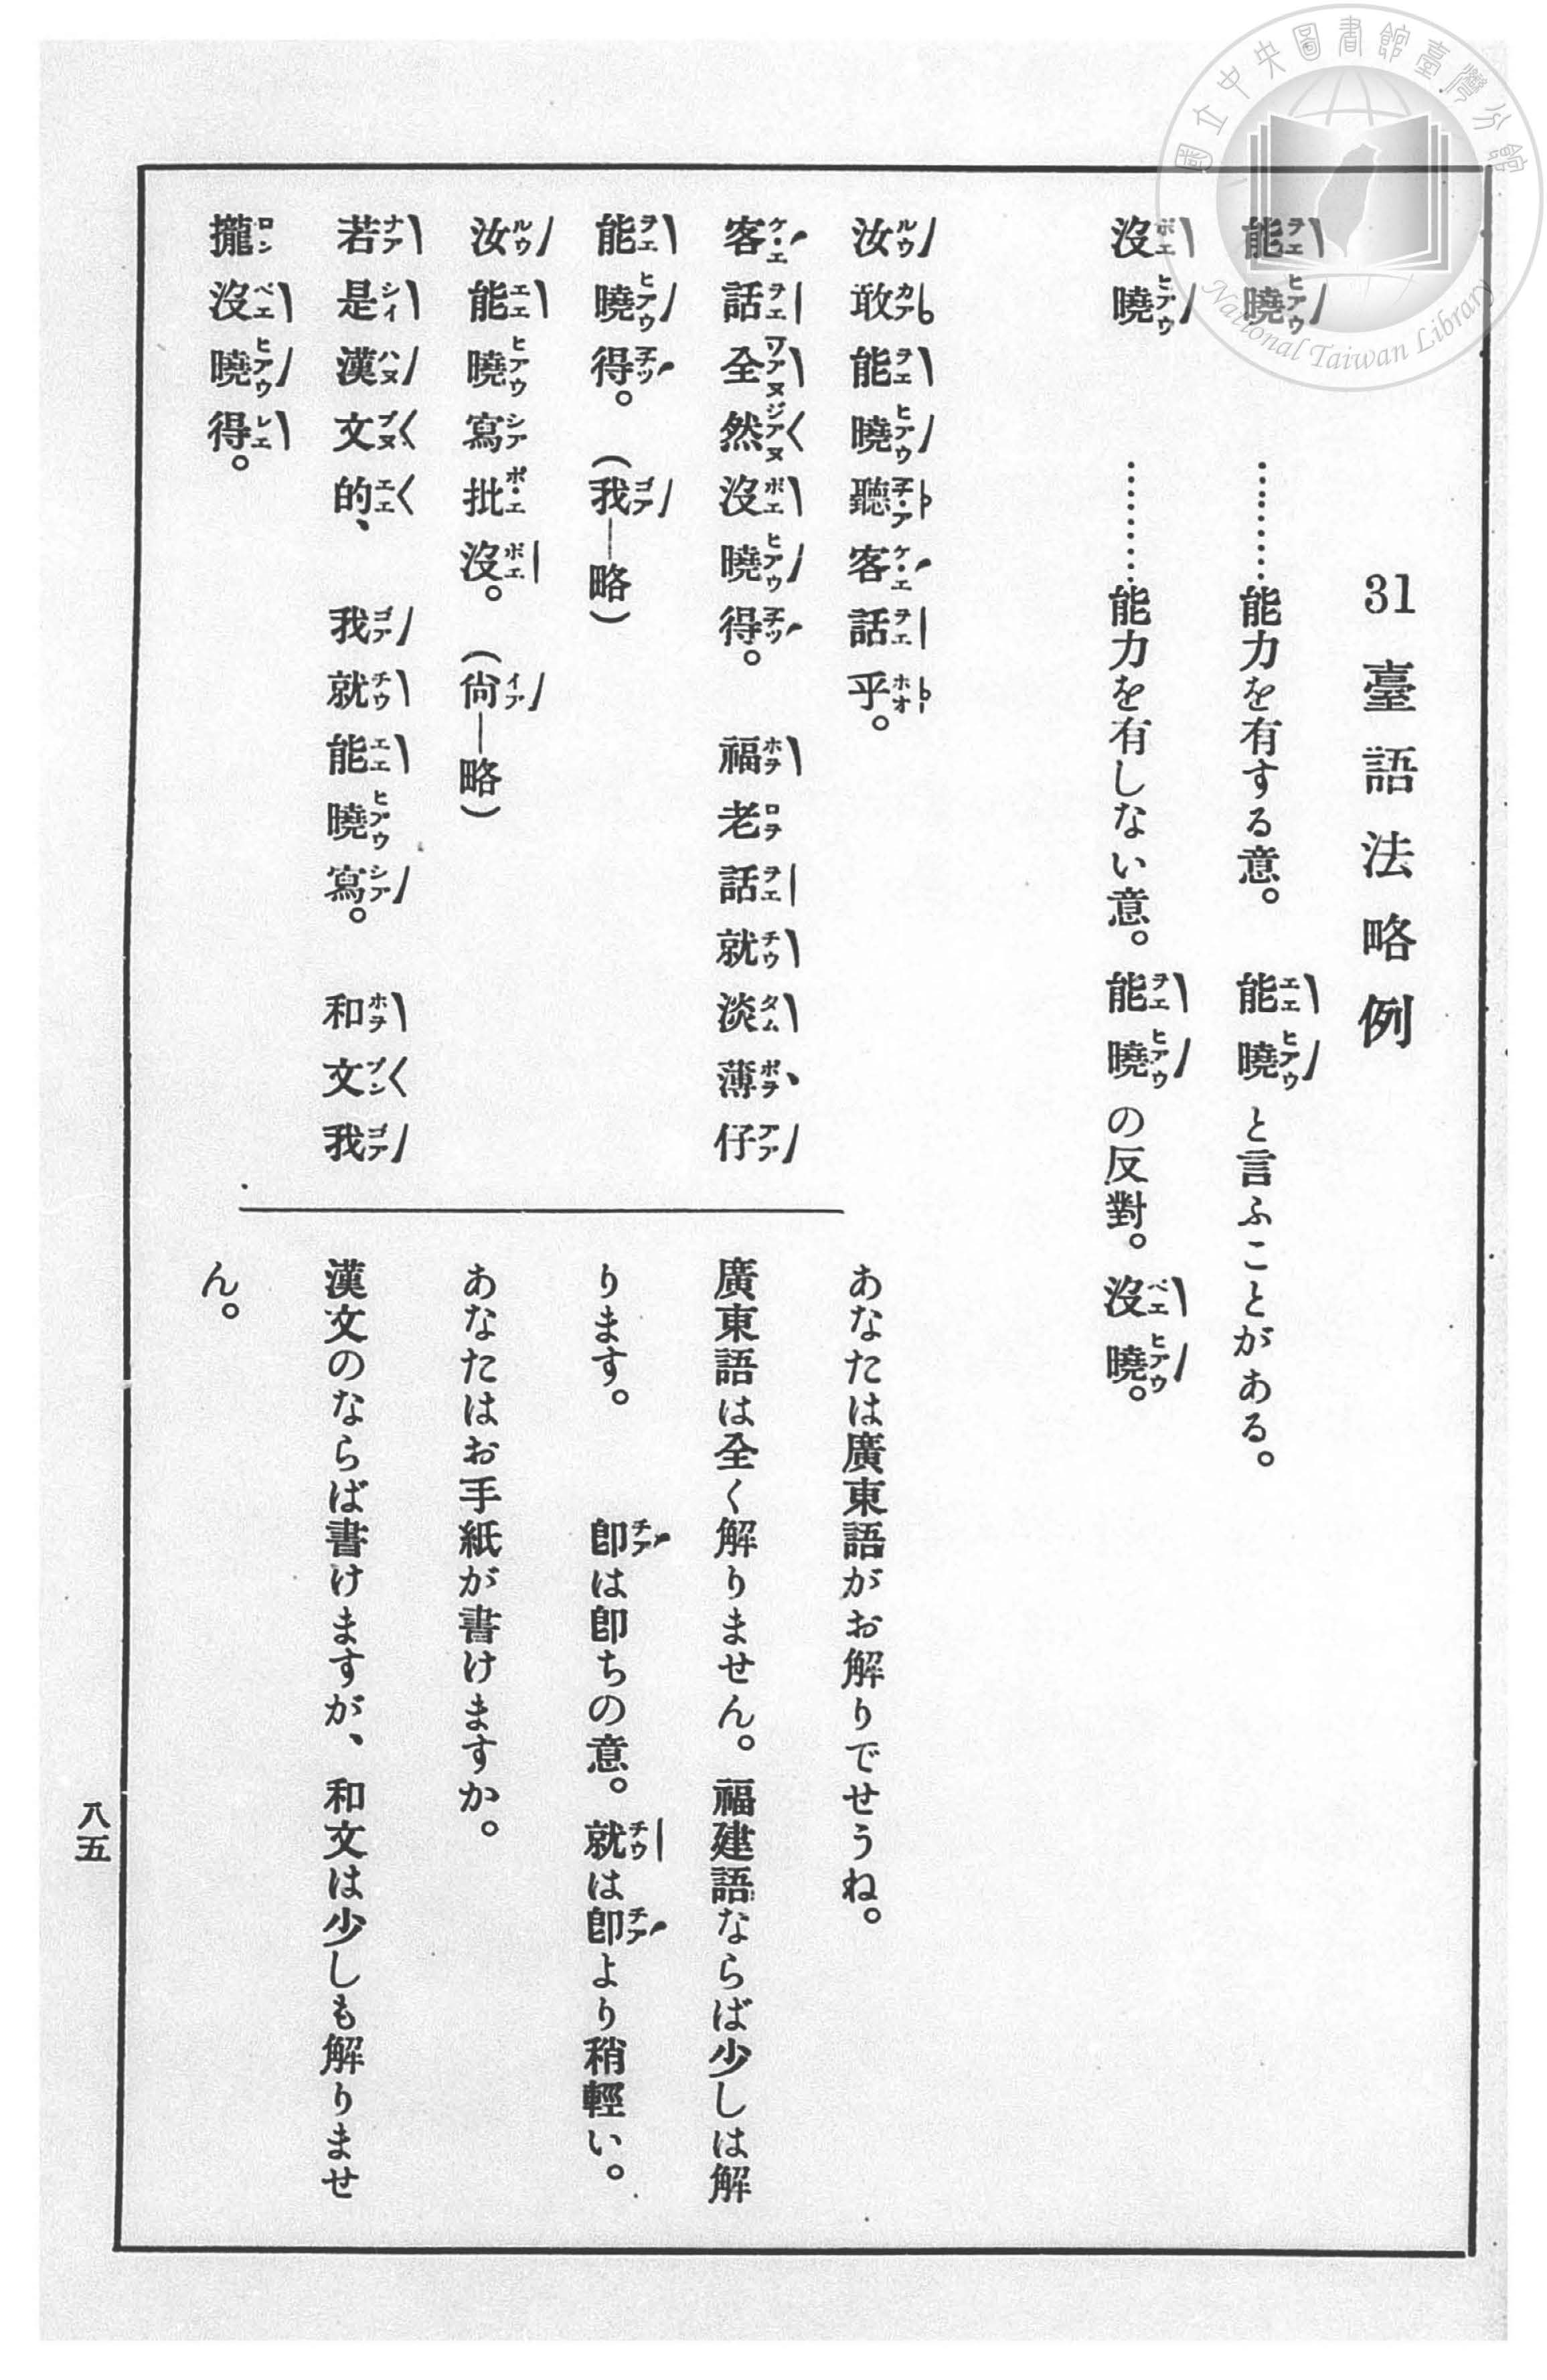 31 臺語法略例
能曉………能力を有する意。 能曉と言ふことがある。
沒曉………能力を有しない意。能曉の反對。沒曉。
汝敢能曉聽客話乎。
あなたは廣東語がお解りでせうね。
客話全然沒曉得。 福老話就淡薄仔
能曉得。(我—略)
廣東語は全く解りません。福建語ならば少しは解
ります。 卽は卽ちの意。就は卽より稍輕い。
汝能曉寫批沒。(尙—略)
あなたはお手紙が書けますか。
若是漢文的、 我就能曉寫。 和文我
攏沒曉得。
漢文のならば書けますが、和文は少しも解りませ
ん。
八五
國立中央圖書館臺灣分館
National Taiwan Library